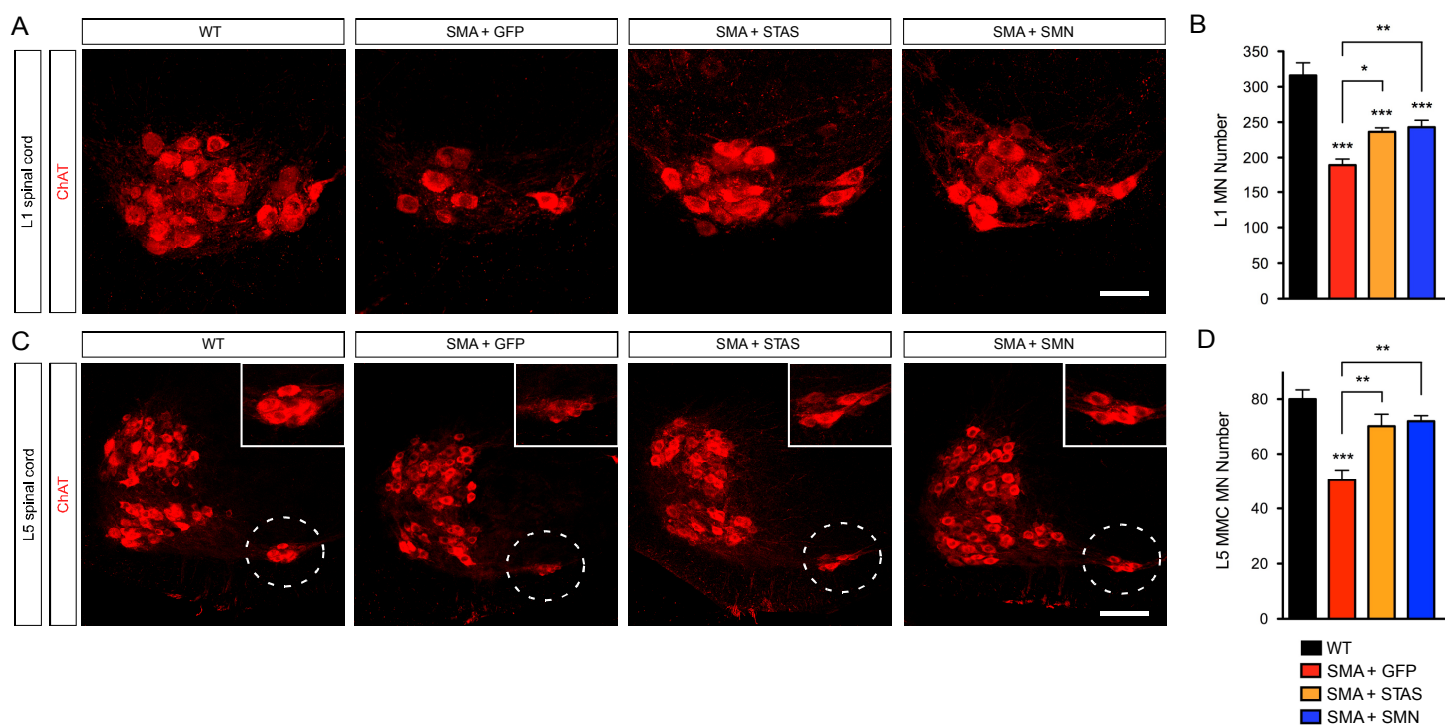 A
WT
SMA + GFP
SMA + STAS
SMA + SMN
L1 spinal cord
ChAT
B
**
*
***
***
***
350
300
250
200
150
300
50
0
L1 MN Number
C
WT
SMA + GFP
SMA + STAS
SMA + SMN
L5 spinal cord
ChAT
D
**
**
***
80
60
40
20
0
L5 MMC MN Number
WT
SMA + GFP
SMA + STAS
SMA + SMN